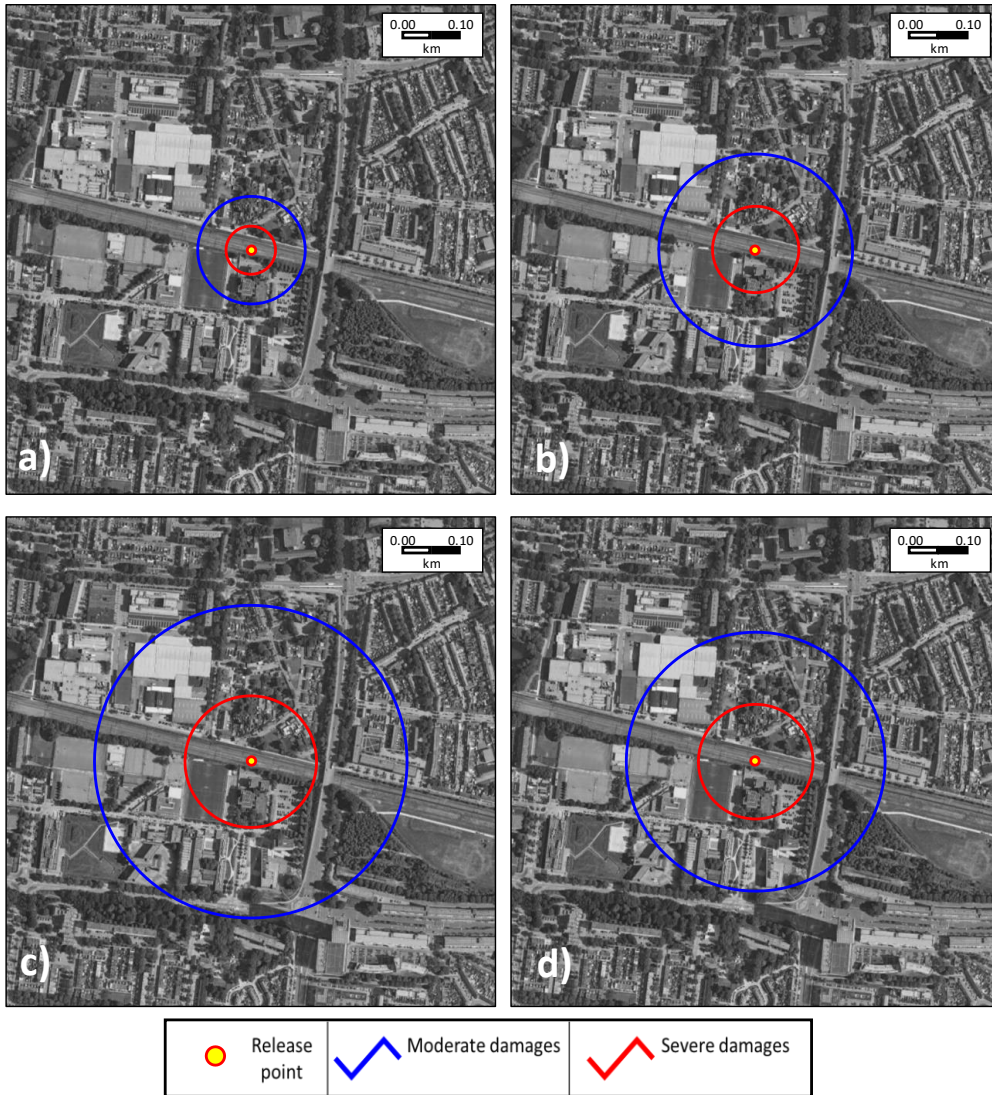 0.00 0.10
km
0.00 0.10
km
a)
b)
0.00 0.10
km
0.00 0.10
km
c)
d)
Release
point
Moderate damages
Severe damages